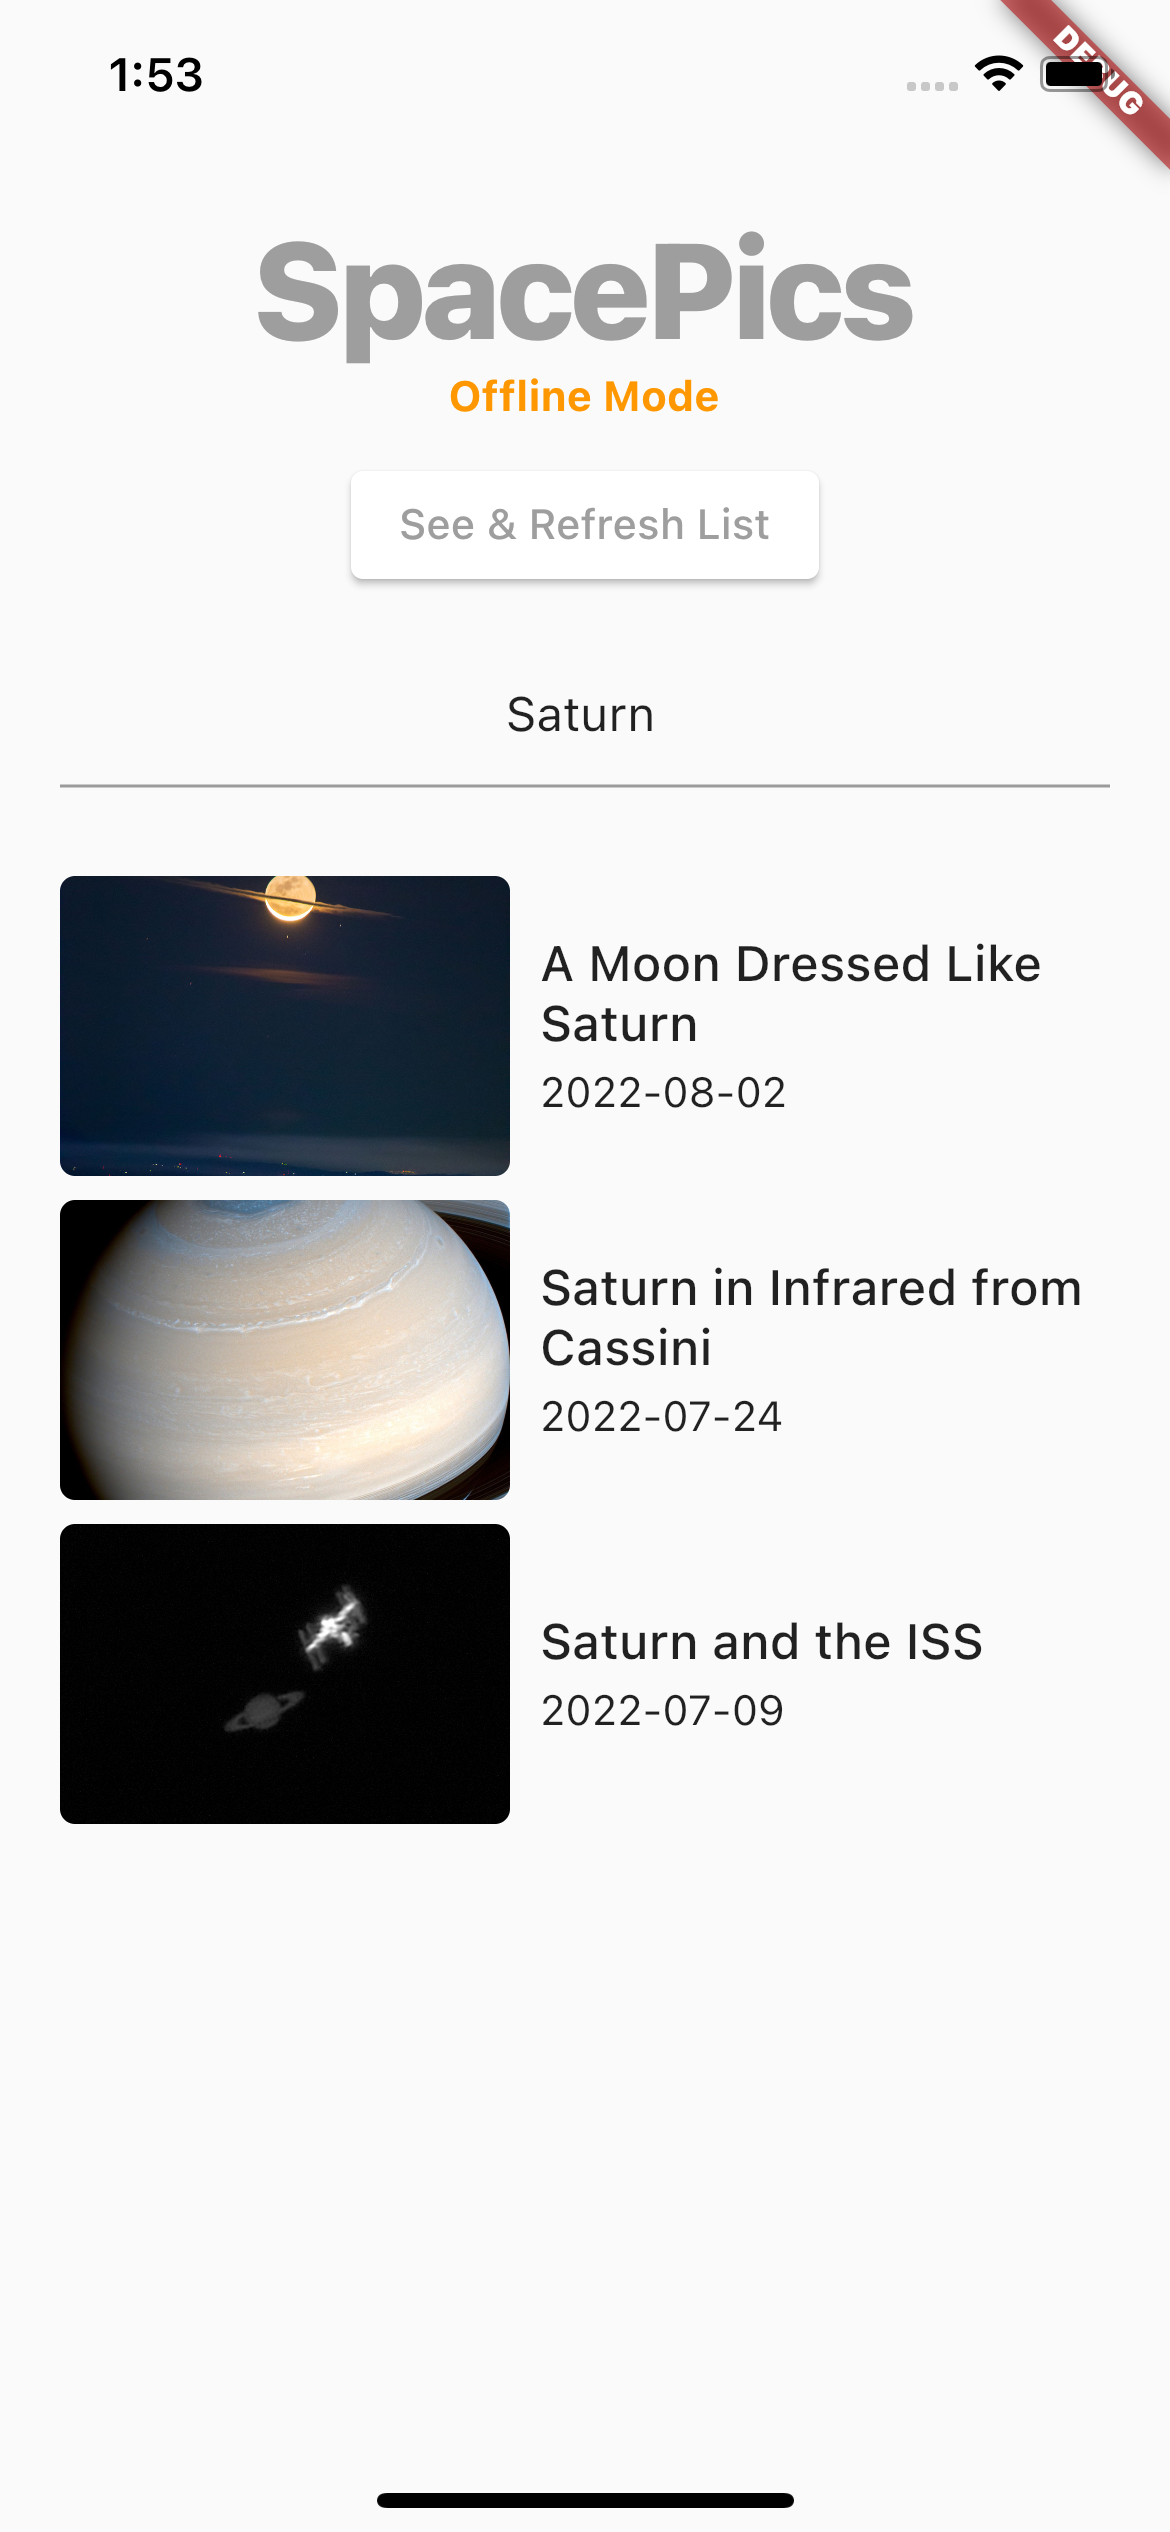 1:53
DEBUG
SpacePics
Offline Mode
See & Refresh List
Saturn
A Moon Dressed Like
Saturn
2022-08-02
Saturn in Infrared from
Cassini
2022-07-24
Saturn and the ISS
2022-07-09